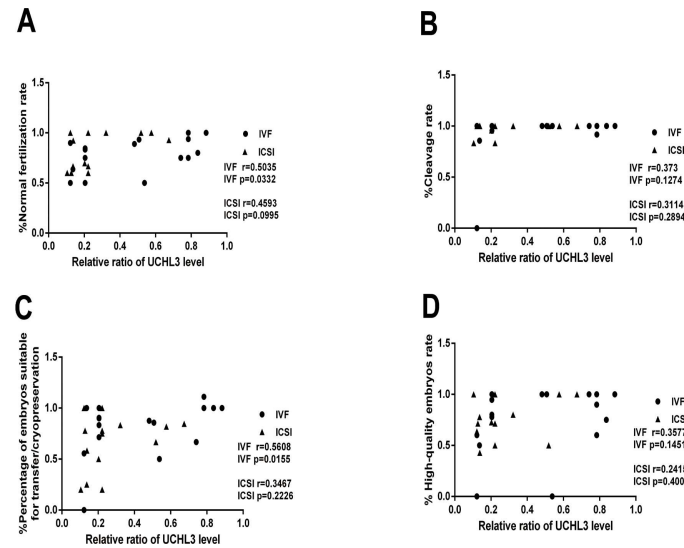 A
%Normal fertilization rate
1.5
1.0
0.5
0.0
0.0 0.2 0.4 0.6 0.8 1.0
Relative ratio of UCHL3 level
IVF
ICSI
IVF r=0.5035
IVF p=0.0332
ICSI r=0.4593
ICSI p=0.0995
B
%Cleavage rate
1.5
1.0
0.5
0.0
0.0 0.2 0.4 0.6 0.8 1.0
Relative ratio of UCHL3 level
IVF
ICSI
IVF r=0.373
IVF p=0.1274
ICSI r=0.3114
ICSI p=0.2894
C
%Percentage of embryos suitable
for transfer/cryopreservation
1.5
1.0
0.5
0.0
0.0 0.2 0.4 0.6 0.8 1.0
Relative ratio of UCHL3 level
IVF
ICSI
IVF r=0.5608
IVF p=0.0155
ICSI r=0.3467
ICSI p=0.2226
D
% High-quality embryos rate
1.5
1.0
0.5
0.0
0.0 0.2 0.4 0.6 0.8 1.0
Relative ratio of UCHL3 level
IVF
IVF r=0.3577
IVF p=0.1451
ICSI r=0.2415
ICSI p=0.400